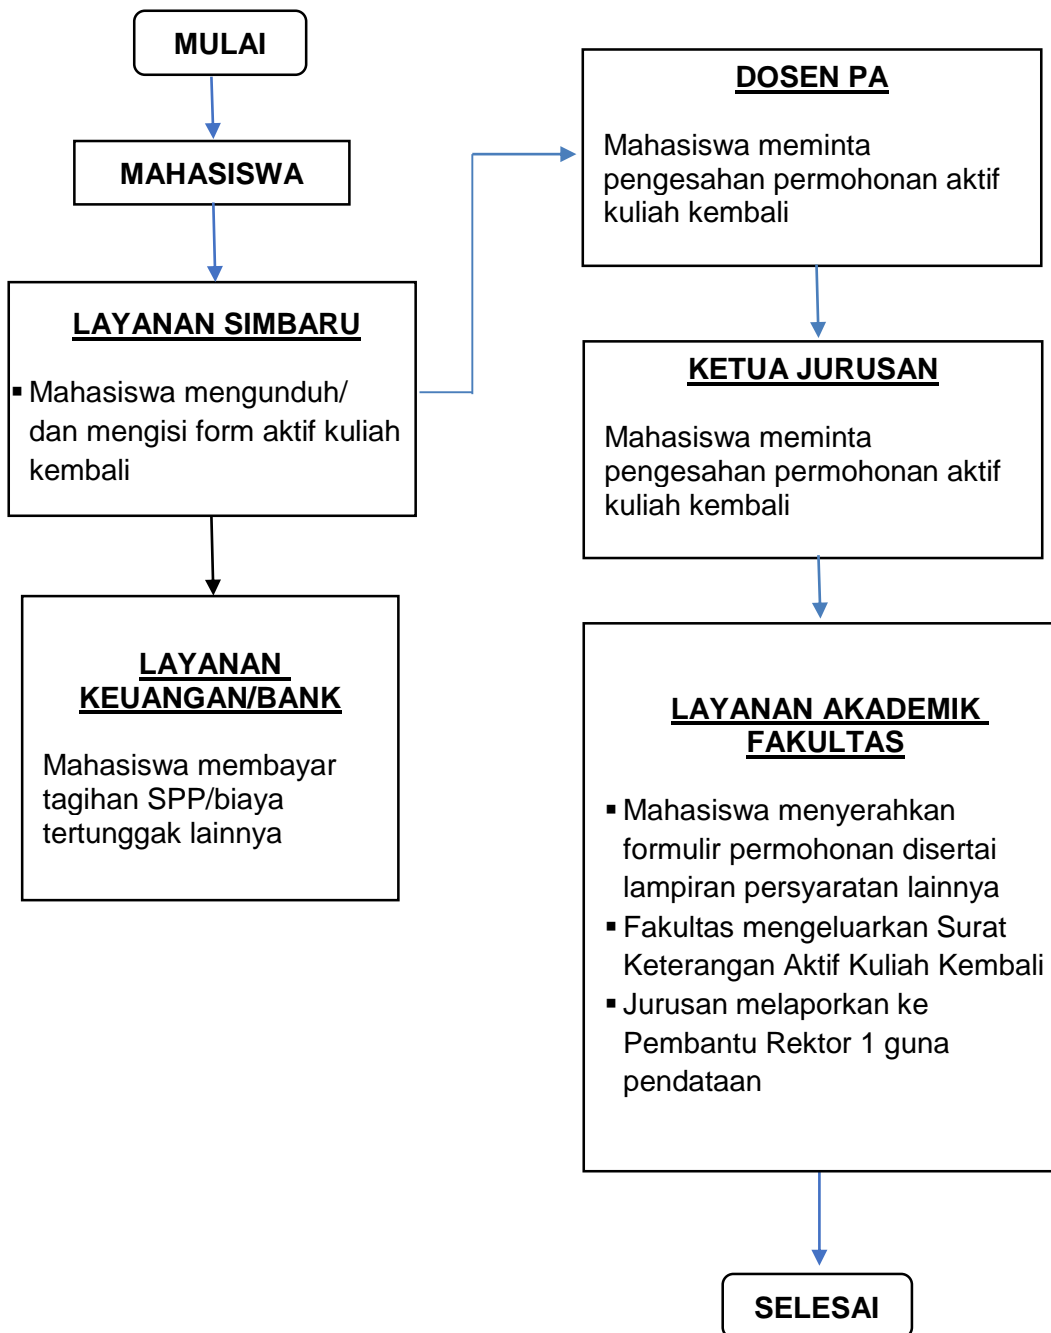 MULAI
MAHASISWA
LAYANAN SIMBARU
▪ Mahasiswa mengunduh/
dan mengisi form aktif kuliah
kembali
LAYANAN
KEUANGAN/BANK
Mahasiswa membayar
tagihan SPP/biaya
tertunggak lainnya
DOSEN PA
Mahasiswa meminta
pengesahan permohonan aktif
kuliah kembali
KETUA JURUSAN
Mahasiswa meminta
pengesahan permohonan aktif
kuliah kembali
LAYANAN AKADEMIK
FAKULTAS
▪ Mahasiswa menyerahkan
formulir permohonan disertai
lampiran persyaratan lainnya
▪ Fakultas mengeluarkan Surat
Keterangan Aktif Kuliah Kembali
▪ Jurusan melaporkan ke
Pembantu Rektor 1 guna
pendataan
SELESAI